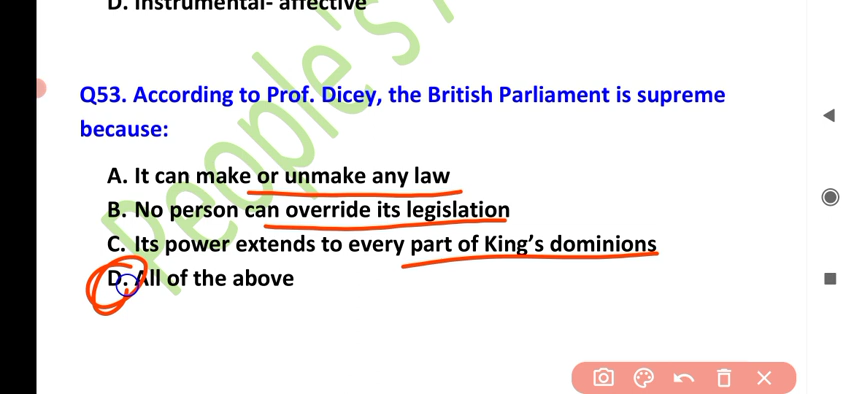 D. Instrumental- affective
People's
Q53. According to Prof. Dicey, the British Parliament is supreme
because:
A. It can make or unmake any law
B. No person can override its legislation
C. Its power extends to every part of King’s dominions
D. All of the above